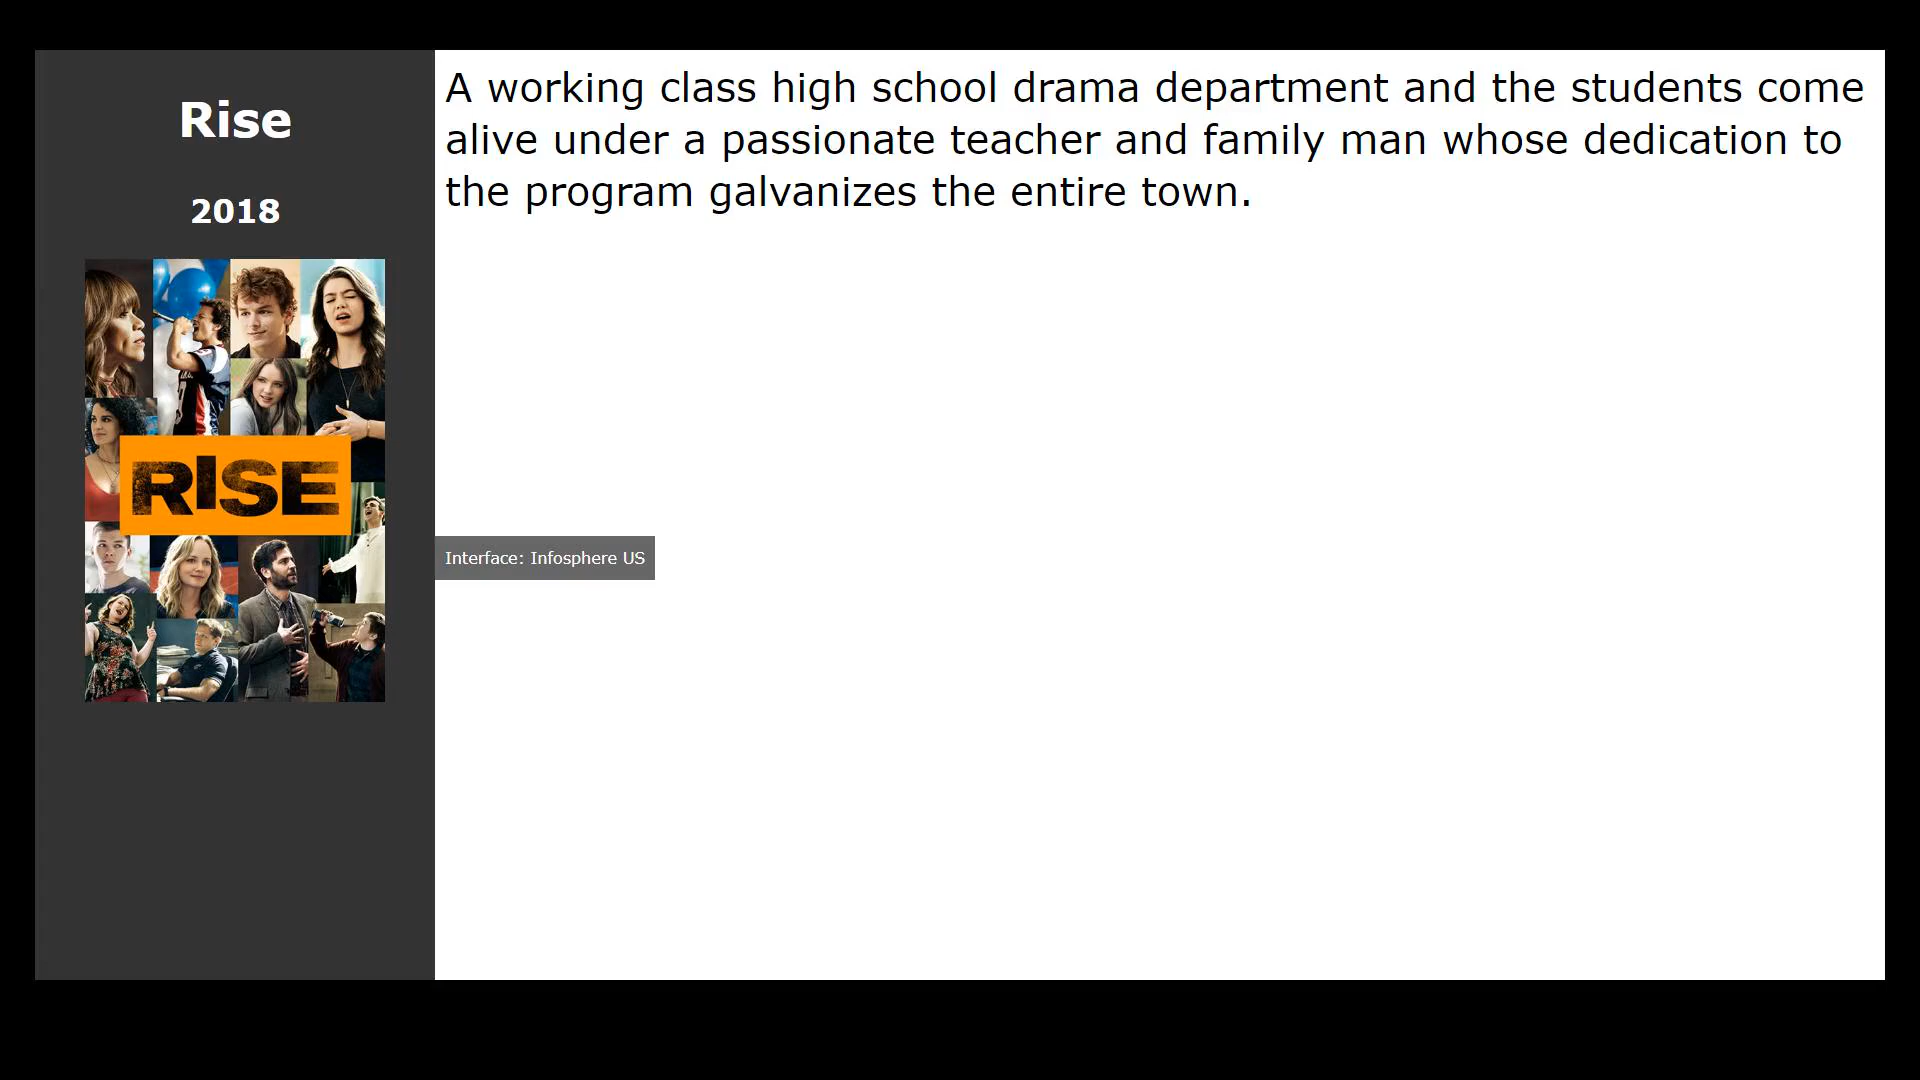 Rise
2018
RISE
A working class high school drama department and the students come
alive under a passionate teacher and family man whose dedication to
the program galvanizes the entire town.
Interface: Infosphere US